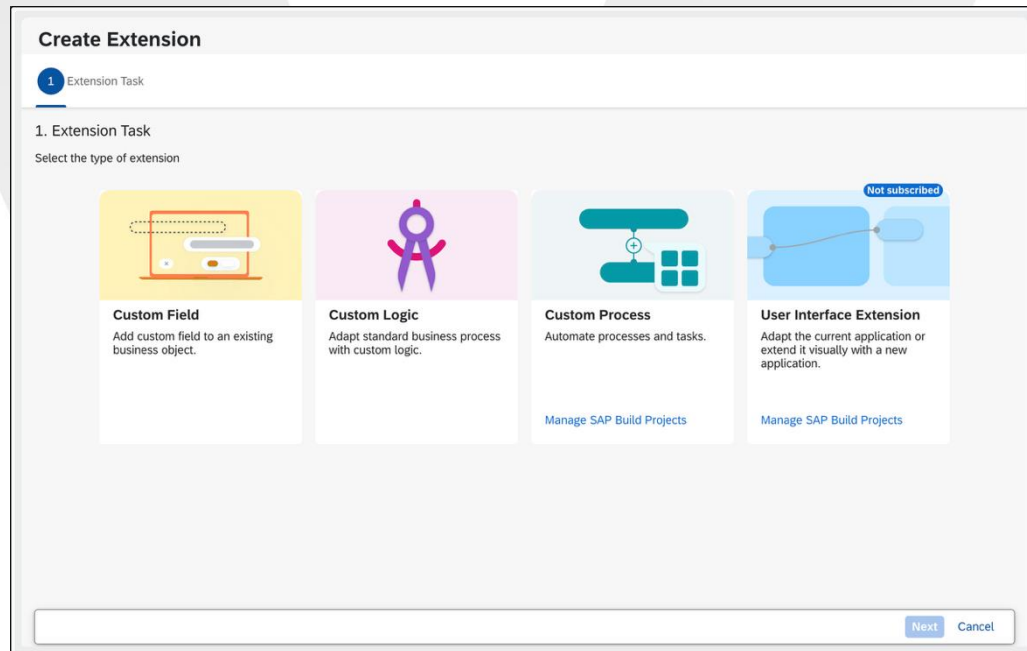 Create Extension
1 Extension Task
1. Extension Task
Select the type of extension
Not subscribed
Custom Field
Add custom field to an existing
business object.
Custom Logic
Adapt standard business process
with custom logic.
Custom Process
Automate processes and tasks.
Manage SAP Build Projects
User Interface Extension
Adapt the current application or
extend it visually with a new
application.
Manage SAP Build Projects
Next Cancel